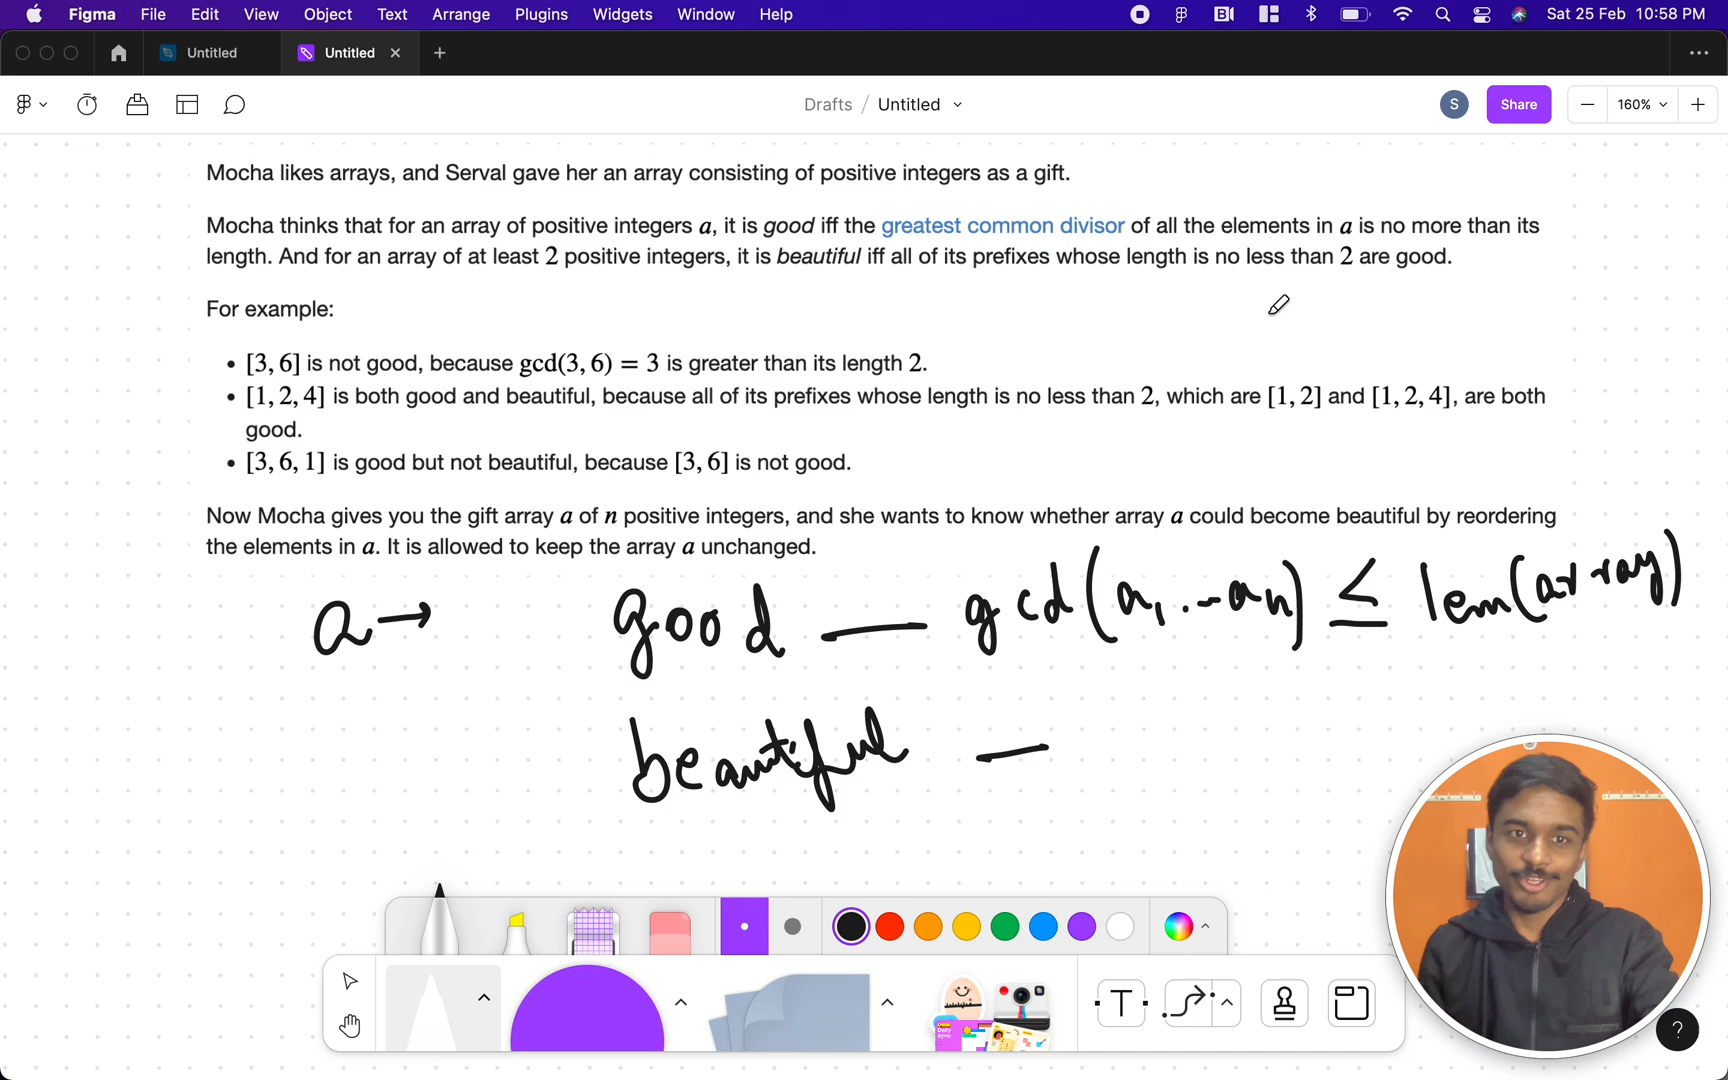 Figma File Edit View Object Text Arrange Plugins Widgets Window Help Sat 25 Feb 10:58 PM
Untitled Untitled
Drafts / Untitled S Share 160%
Mocha likes arrays, and Serval gave her an array consisting of positive integers as a gift.
Mocha thinks that for an array of positive integers a, it is good iff the greatest common divisor of all the elements in a is no more than its
length. And for an array of at least 2 positive integers, it is beautiful iff all of its prefixes whose length is no less than 2 are good.
For example:
• [3, 6] is not good, because gcd(3, 6) = 3 is greater than its length 2.
• [1, 2, 4] is both good and beautiful, because all of its prefixes whose length is no less than 2, which are [1, 2] and [1, 2, 4], are both
good.
• [3, 6, 1] is good but not beautiful, because [3, 6] is not good.
Now Mocha gives you the gift array a of n positive integers, and she wants to know whether array a could become beautiful by reordering
the elements in a. It is allowed to keep the array a unchanged.
a → good — gcd(a, ..- an) ≤ len(array)
beautiful —
T
?